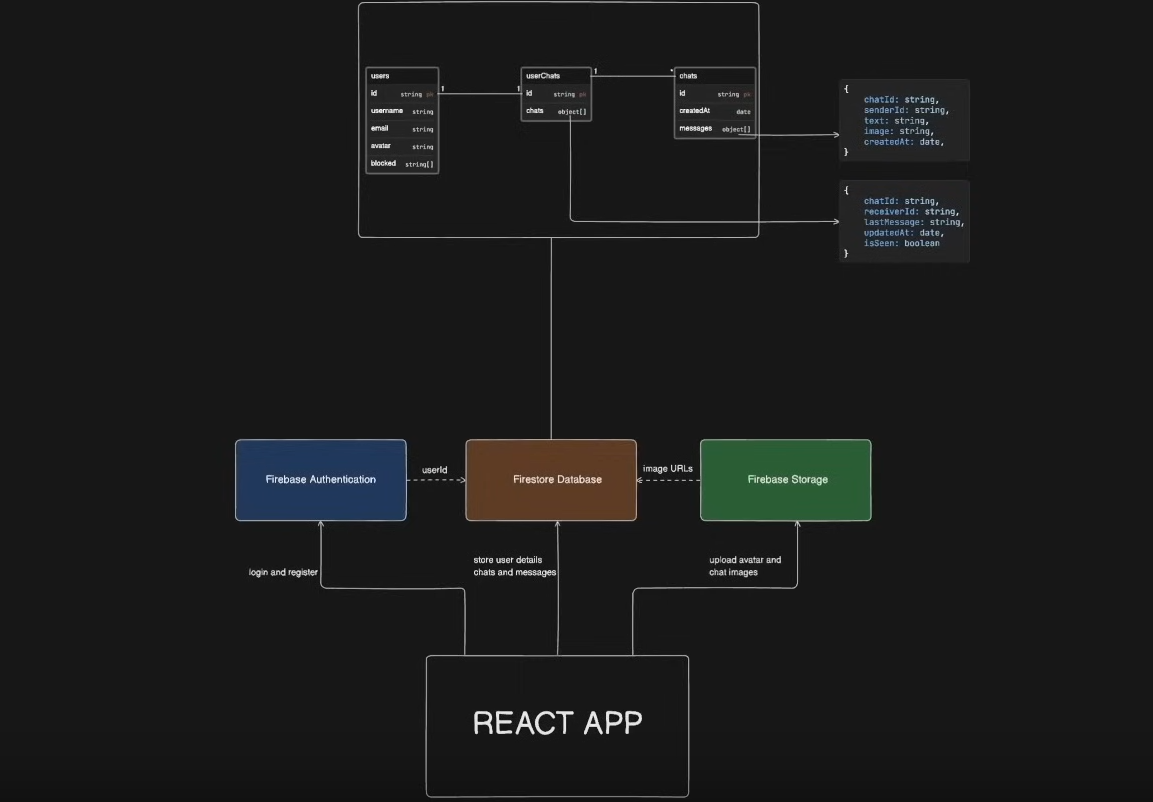 users
id string pk
username string
email string
avatar string
blocked string[]
1
1
userChats
id string pk
chats object[]
1
*
chats
id string pk
createdAt date
messages object[]
{
chatId: string,
senderId: string,
text: string,
image: string,
createdAt: date,
}
{
chatId: string,
receiverId: string,
lastMessage: string,
updatedAt: date,
isSeen: boolean
}
Firebase Authentication
userId
Firestore Database
image URLs
Firebase Storage
login and register
store user details
chats and messages
upload avatar and
chat images
REACT APP